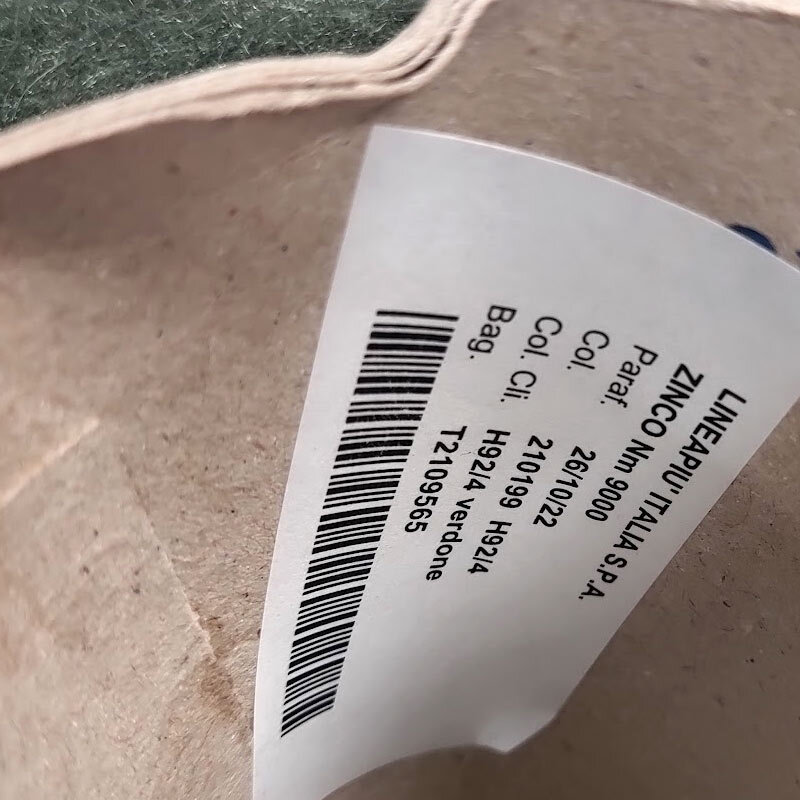 LINEAPIU' ITALIA S.P.A.
ZINCO Nm 9000
Paraf. 26/10/22
Col. 210199 H92/4
Col. Cli. H92/4 verdone
Bag. T2109565